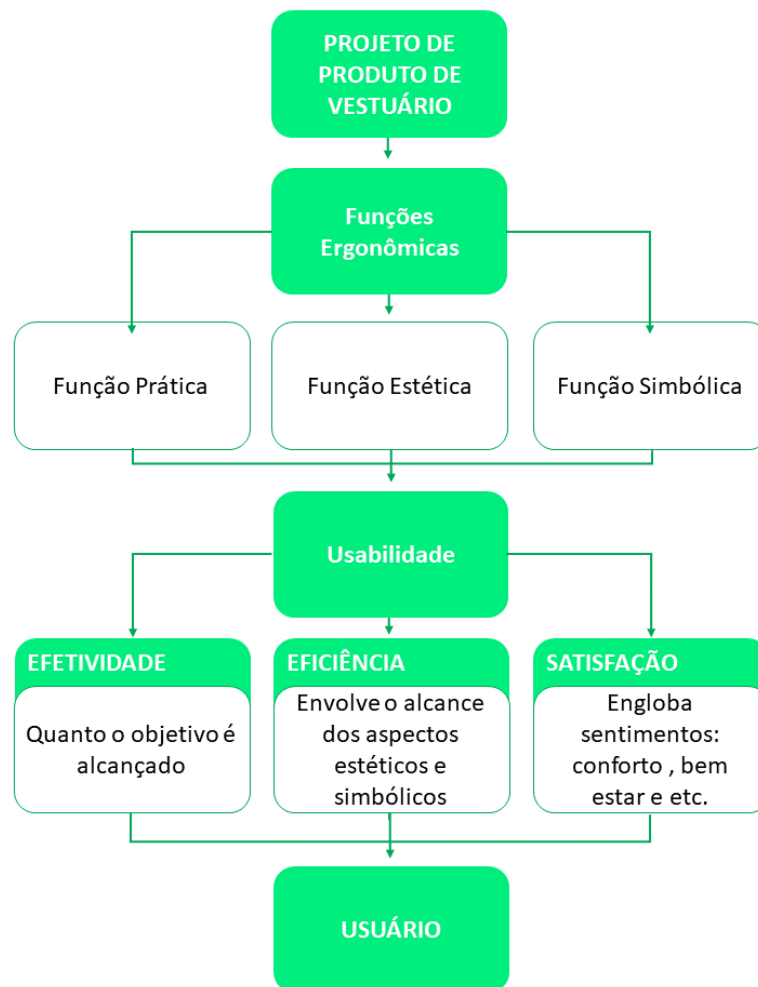 PROJETO DE
PRODUTO DE
VESTUÁRIO
Funções
Ergonômicas
Função Prática
Função Estética
Função Simbólica
Usabilidade
EFETIVIDADE
Quanto o objetivo é
alcançado
EFICIÊNCIA
Envolve o alcance
dos aspectos
estéticos e
simbólicos
SATISFAÇÃO
Engloba
sentimentos:
conforto , bem
estar e etc.
USUÁRIO